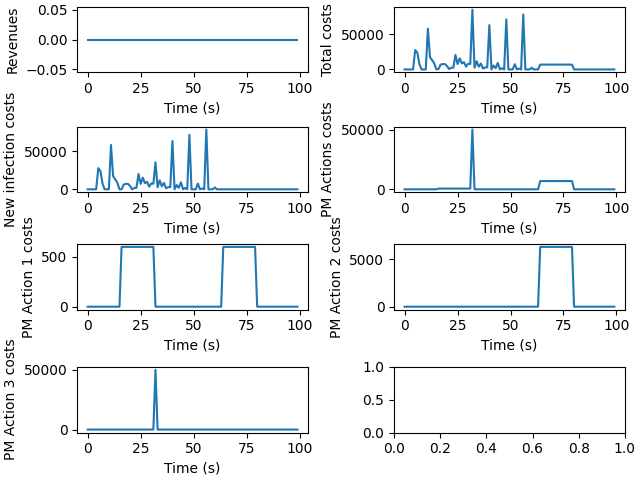 Revenues
0.05
0.00
−0.05
0 25 50 75 100
Time (s)
Total costs
50000
0
0 25 50 75 100
Time (s)
New infection costs
50000
0
0 25 50 75 100
Time (s)
PM Actions costs
50000
0
0 25 50 75 100
Time (s)
PM Action 1 costs
500
0
0 25 50 75 100
Time (s)
PM Action 2 costs
5000
0
0 25 50 75 100
Time (s)
PM Action 3 costs
50000
0
0 25 50 75 100
Time (s)
1.0
0.5
0.0
0.0 0.2 0.4 0.6 0.8 1.0